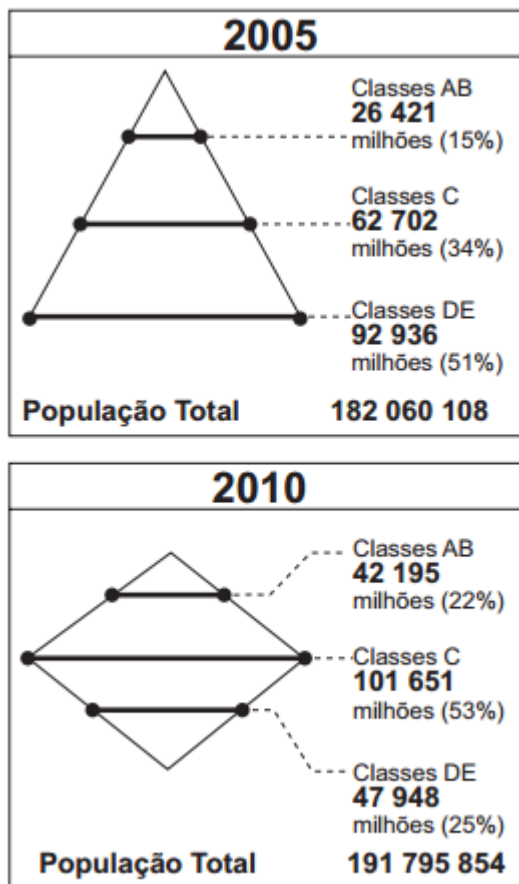 2005
Classes AB
26 421
milhões (15%)
Classes C
62 702
milhões (34%)
Classes DE
92 936
milhões (51%)
População Total 182 060 108
2010
Classes AB
42 195
milhões (22%)
Classes C
101 651
milhões (53%)
Classes DE
47 948
milhões (25%)
População Total 191 795 854